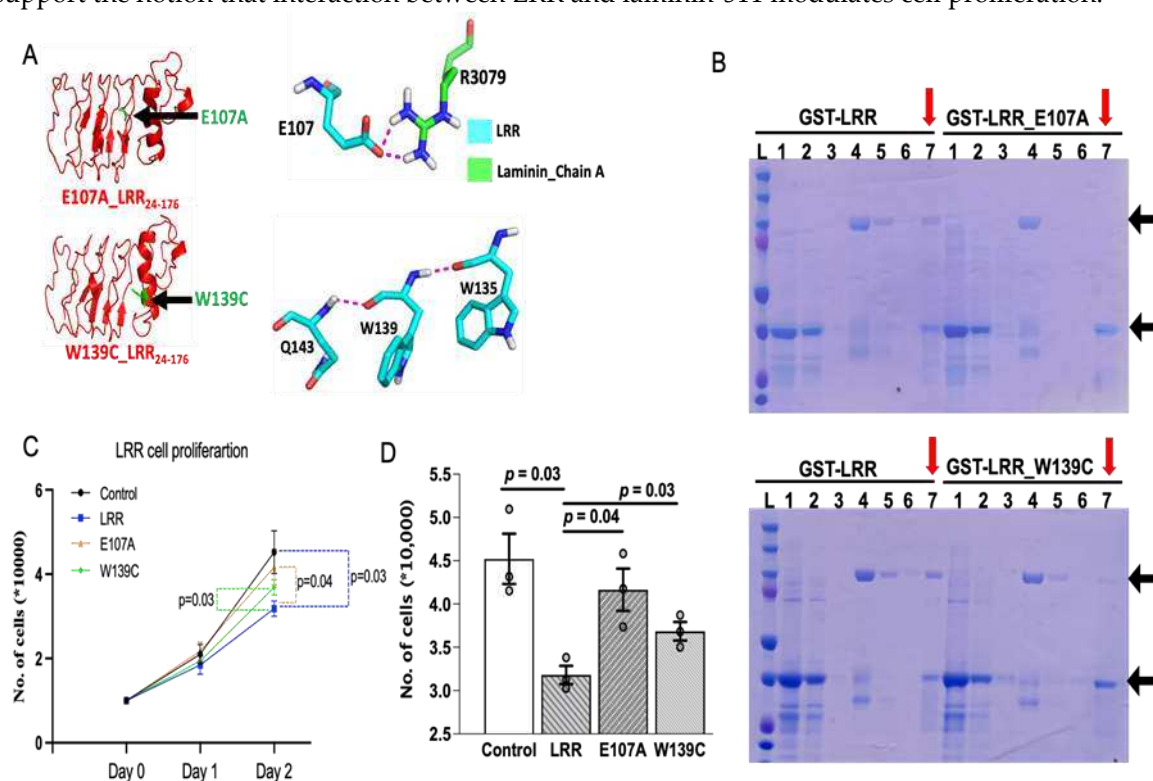 support the notion that interaction between LRR and laminin-511 modulates cell proliferation.
A
E107A
E107A_LRR24-176
W139C
W139C_LRR24-176
R3079
E107
LRR
Laminin_Chain A
W135
W139
Q143
B
GST-LRR GST-LRR_E107A
L 1 2 3 4 5 6 7 1 2 3 4 5 6 7
GST-LRR GST-LRR_W139C
L 1 2 3 4 5 6 7 1 2 3 4 5 6 7
C
LRR cell prolifertarion
No. of cells (*10000)
6
4
2
0
Control
LRR
E107A
W139C
p=0.03
p=0.04
p=0.03
Day 0 Day 1 Day 2
D
No. of cells (*10,000)
5.5
5.0
4.5
4.0
3.5
3.0
2.5
p = 0.03
p = 0.03
p = 0.04
Control LRR E107A W139C